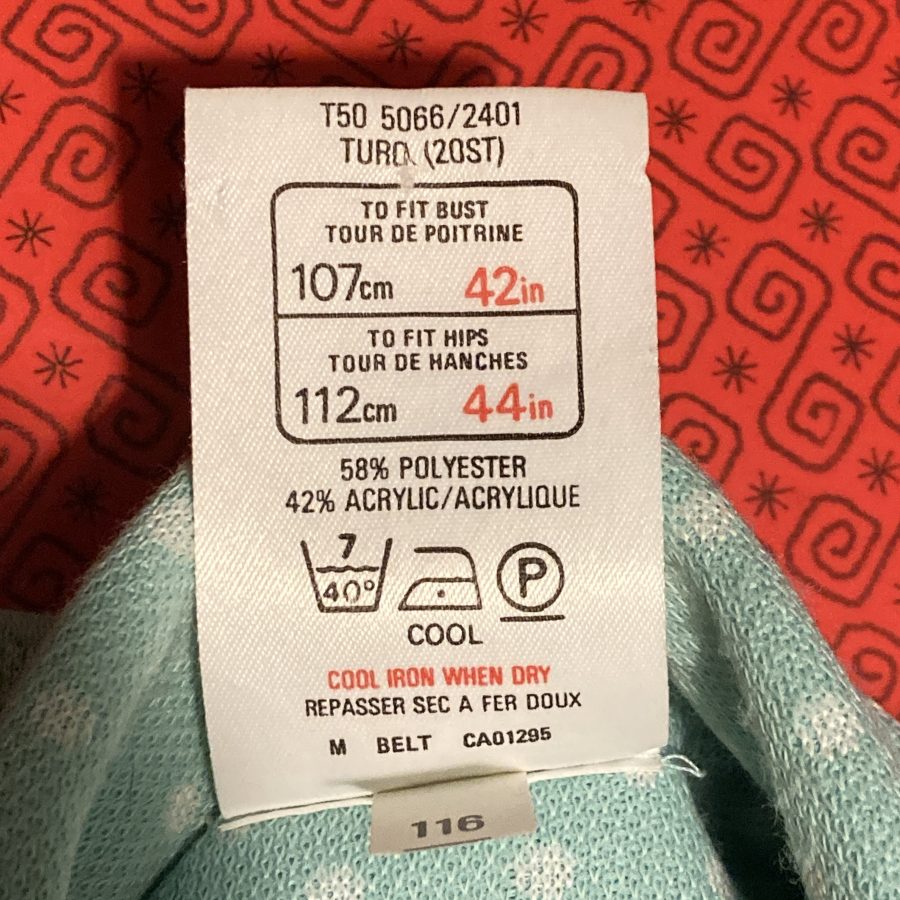 T50 5066/2401
TURQ (20ST)
TO FIT BUST
TOUR DE POITRINE
107cm 42in
TO FIT HIPS
TOUR DE HANCHES
112cm 44in
58% POLYESTER
42% ACRYLIC/ACRYLIQUE
7
40° P
COOL
COOL IRON WHEN DRY
REPASSER SEC A FER DOUX
M BELT CA01295
116